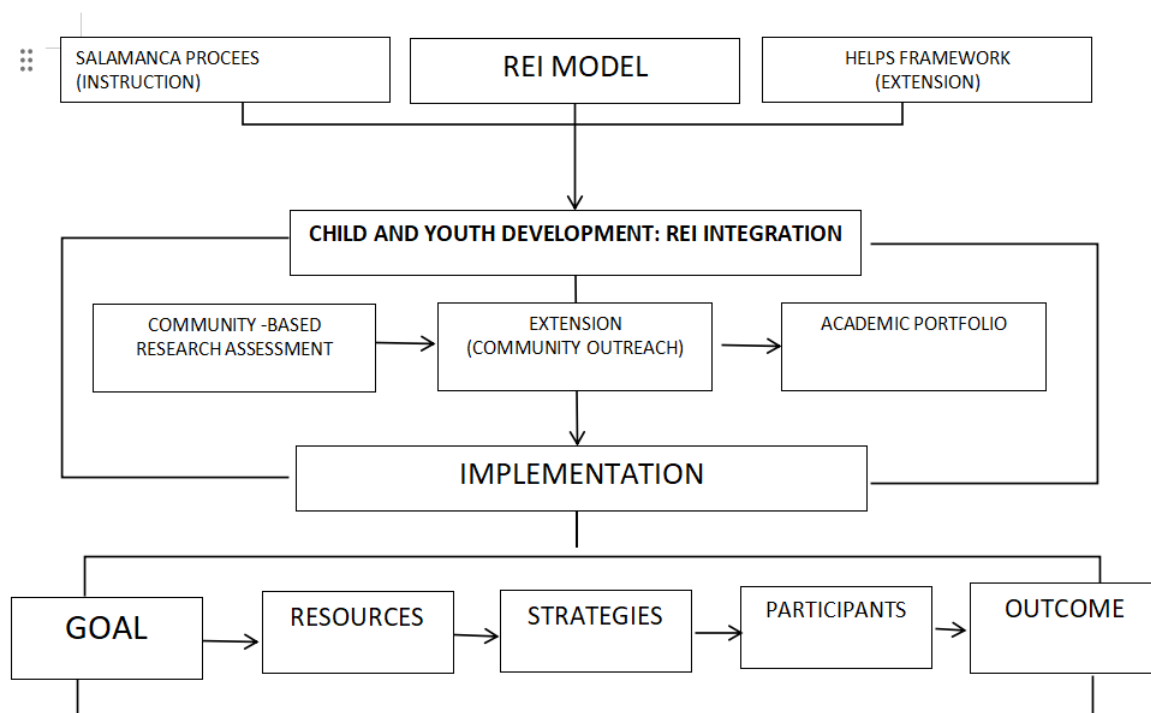 SALAMANCA PROCEES
(INSTRUCTION)
REI MODEL
HELPS FRAMEWORK
(EXTENSION)
CHILD AND YOUTH DEVELOPMENT: REI INTEGRATION
COMMUNITY -BASED
RESEARCH ASSESSMENT
EXTENSION
(COMMUNITY OUTREACH)
ACADEMIC PORTFOLIO
IMPLEMENTATION
GOAL
RESOURCES
STRATEGIES
PARTICIPANTS
OUTCOME